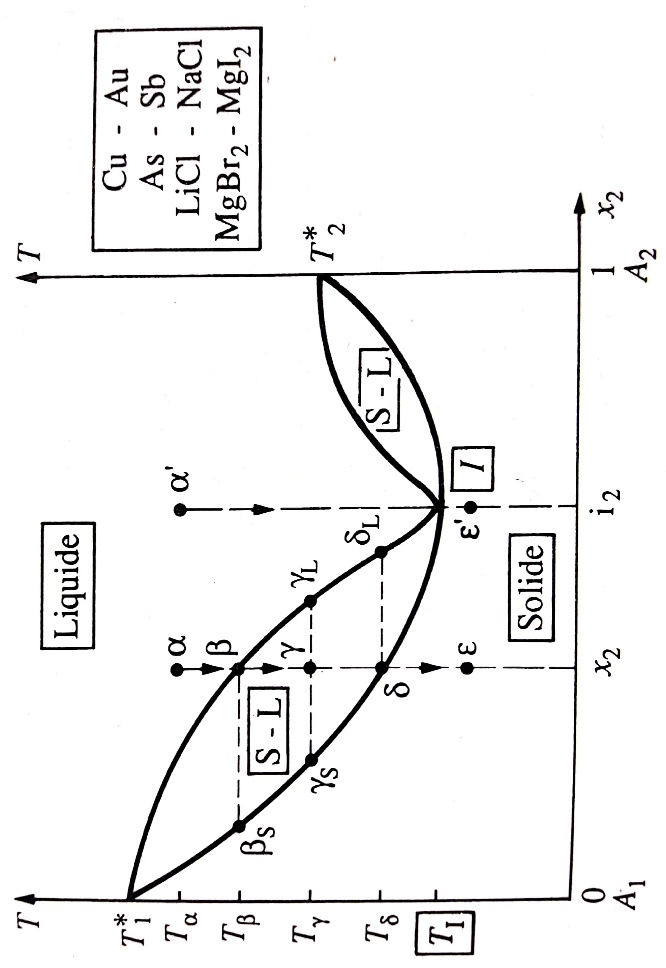 T
T
Cu - Au
As - Sb
LiCl - NaCl
MgBr₂ - MgI₂
Liquide
T*₁
T*₂
Tα
α
α'
Tβ
β
βS
S - L
S - L
Tγ
γS
γ
γL
Tδ
δ
δL
TI
I
ε
ε'
Solide
0
x₂
i₂
1
x₂
A₁
A₂